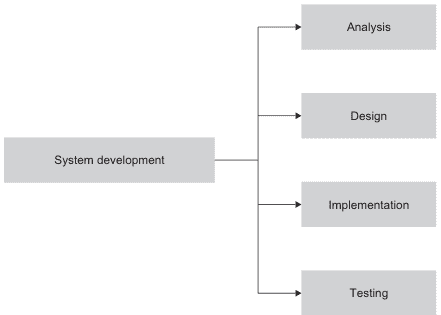 Analysis
Design
System development
Implementation
Testing